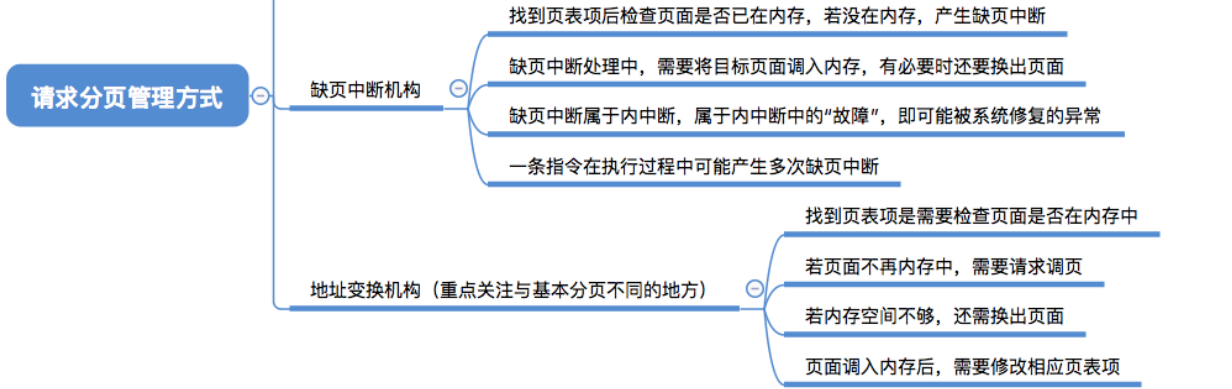 请求分页管理方式
缺页中断机构
找到页表项后检查页面是否已在内存，若没在内存，产生缺页中断
缺页中断处理中，需要将目标页面调入内存，有必要时还要换出页面
缺页中断属于内中断，属于内中断中的“故障”，即可能被系统修复的异常
一条指令在执行过程中可能产生多次缺页中断
地址变换机构（重点关注与基本分页不同的地方）
找到页表项是需要检查页面是否在内存中
若页面不再内存中，需要请求调页
若内存空间不够，还需换出页面
页面调入内存后，需要修改相应页表项